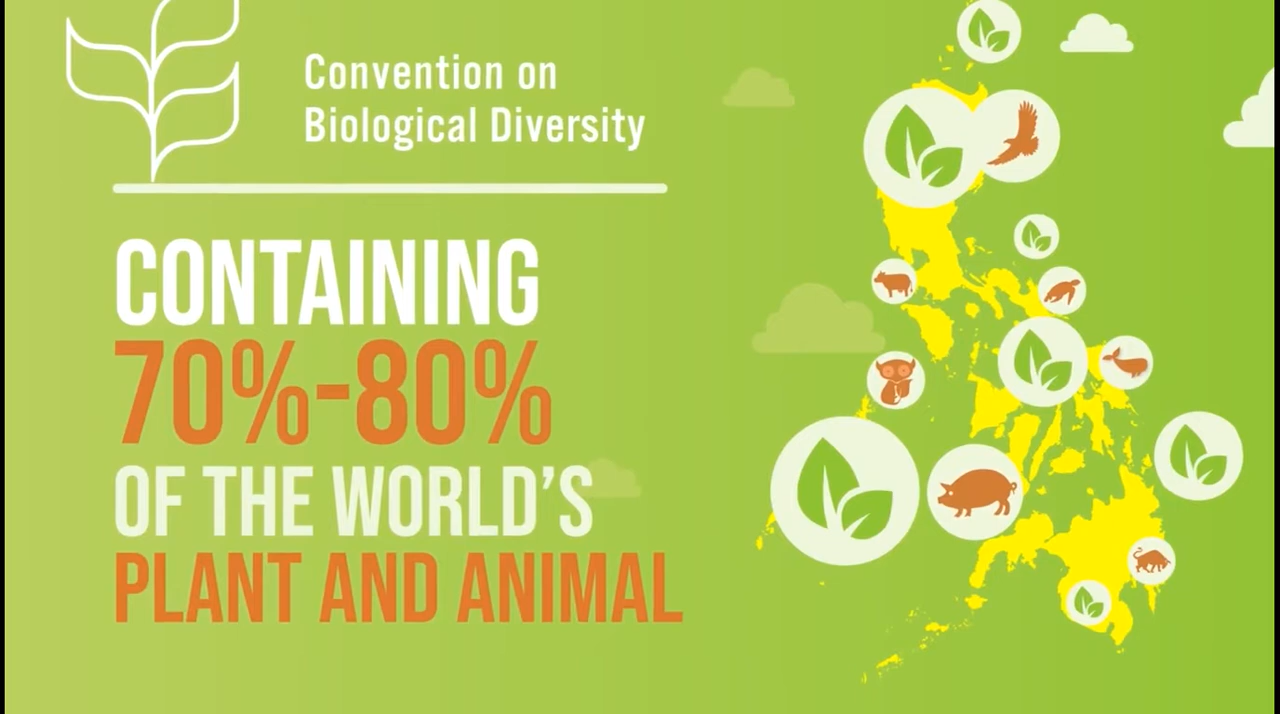 Convention on
Biological Diversity
CONTAINING
70%-80%
OF THE WORLD'S
PLANT AND ANIMAL